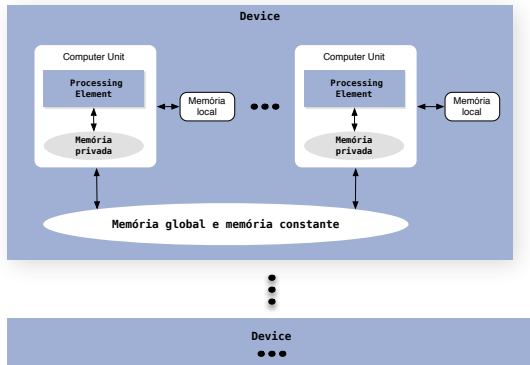 Device
Computer Unit
Processing
Element
Memória
privada
Memória
local
Computer Unit
Processing
Element
Memória
privada
Memória
local
Memória global e memória constante
Device